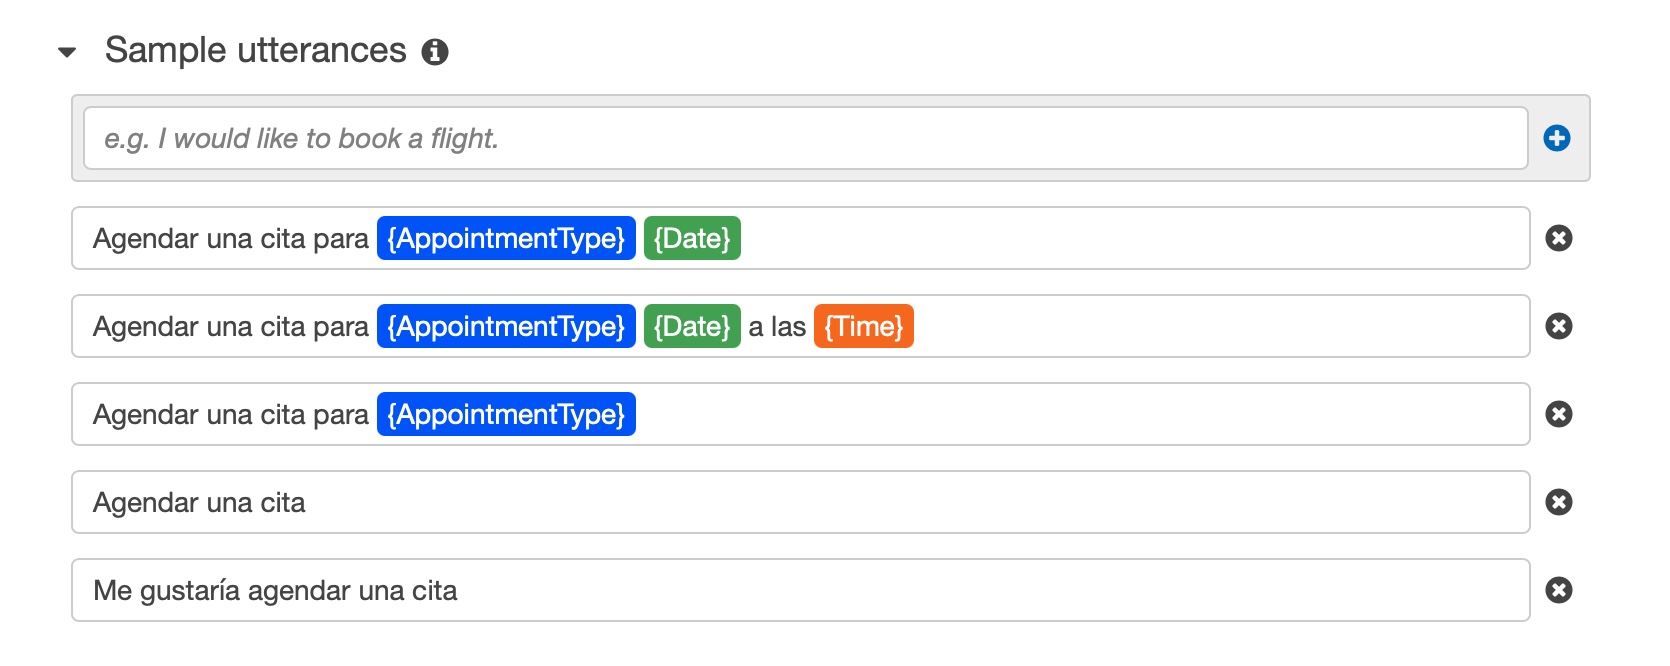 Sample utterances
e.g. I would like to book a flight.
Agendar una cita para {AppointmentType} {Date}
Agendar una cita para {AppointmentType} {Date} a las {Time}
Agendar una cita para {AppointmentType}
Agendar una cita
Me gustaría agendar una cita